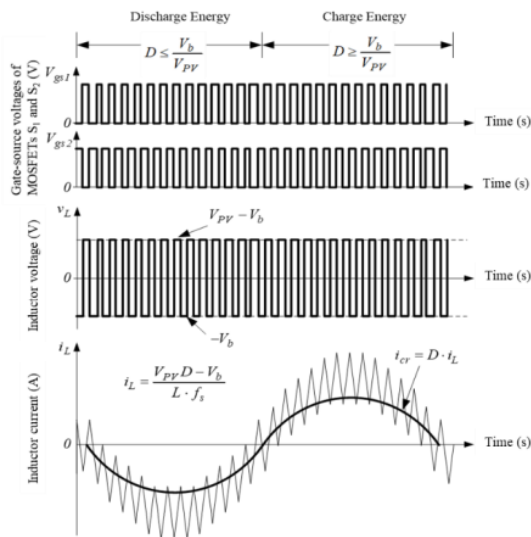 Discharge Energy
Charge Energy
D ≤ V_b / V_PV
D ≥ V_b / V_PV
Gate-source voltages of
MOSFETs S_1 and S_2 (V)
V_gs1
0
Time (s)
V_gs2
0
Time (s)
Inductor voltage (V)
v_L
V_PV − V_b
0
Time (s)
−V_b
Inductor current (A)
i_L
i_L = (V_PV D − V_b) / (L · f_s)
i_cr = D · i_L
0
Time (s)